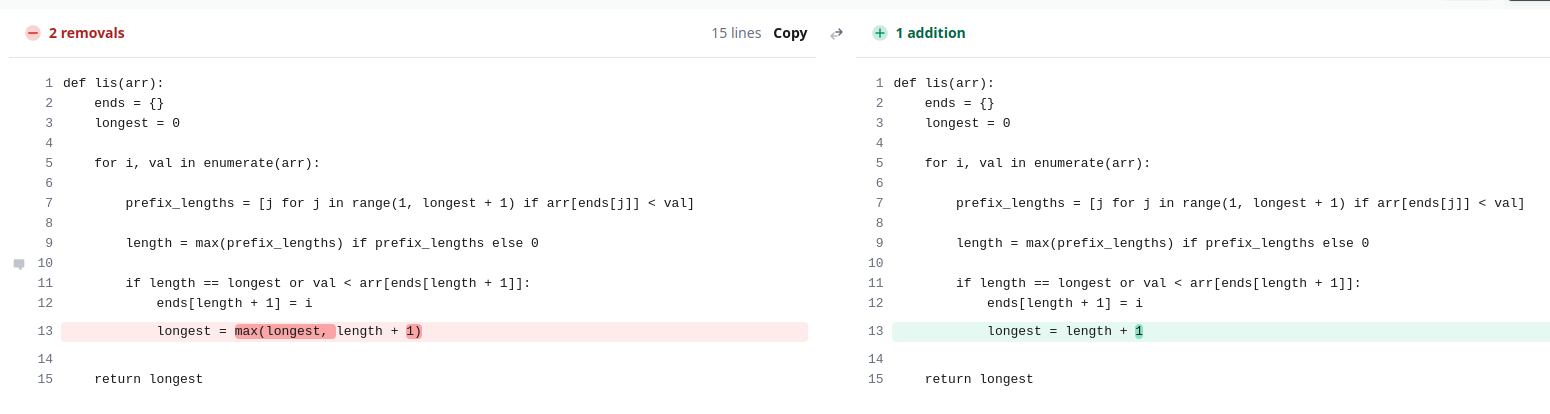 2 removals 15 lines Copy
1 def lis(arr):
2     ends = {}
3     longest = 0
4
5     for i, val in enumerate(arr):
6
7         prefix_lengths = [j for j in range(1, longest + 1) if arr[ends[j]] < val]
8
9         length = max(prefix_lengths) if prefix_lengths else 0
10
11         if length == longest or val < arr[ends[length + 1]]:
12             ends[length + 1] = i
13             longest = max(longest, length + 1)
14
15     return longest
1 addition
1 def lis(arr):
2     ends = {}
3     longest = 0
4
5     for i, val in enumerate(arr):
6
7         prefix_lengths = [j for j in range(1, longest + 1) if arr[ends[j]] < val]
8
9         length = max(prefix_lengths) if prefix_lengths else 0
10
11         if length == longest or val < arr[ends[length + 1]]:
12             ends[length + 1] = i
13             longest = length + 1
14
15     return longest